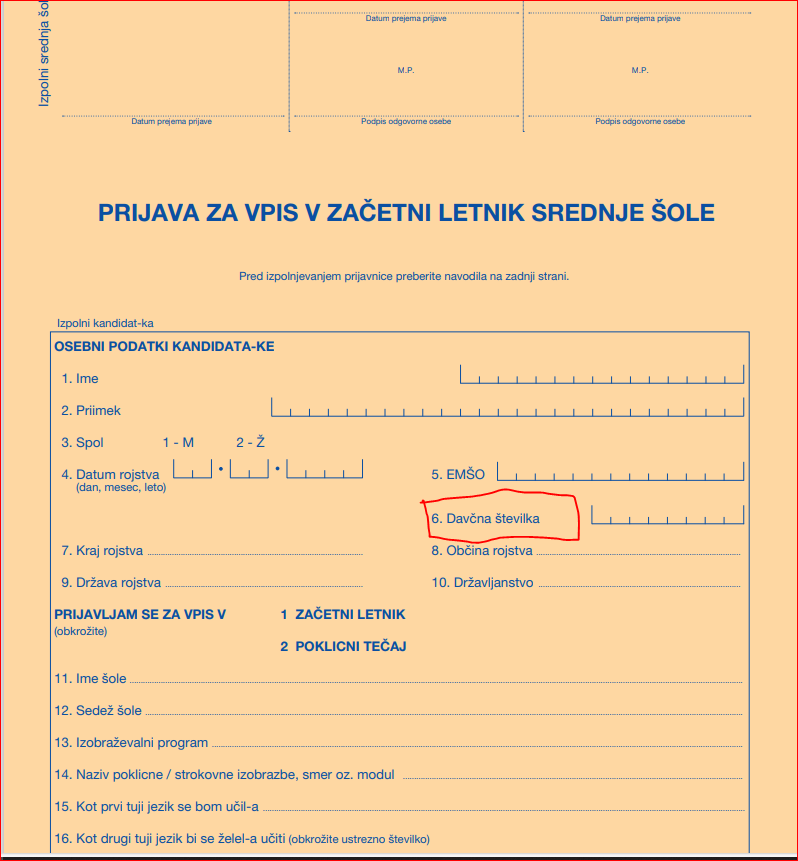 Izpolni srednja
Datum prejema prijave
Datum prejema prijave
M.P.
M.P.
Datum prejema prijave
Podpis odgovorne osebe
Podpis odgovorne osebe
PRIJAVA ZA VPIS V ZAČETNI LETNIK SREDNJE ŠOLE
Pred izpolnjevanjem prijavnice preberite navodila na zadnji strani.
Izpolni kandidat-ka
OSEBNI PODATKI KANDIDATA-KE
1. Ime
2. Priimek
3. Spol 1 - M 2 - Ž
4. Datum rojstva 5. EMŠO
(dan, mesec, leto)
6. Davčna številka
7. Kraj rojstva 8. Občina rojstva
9. Država rojstva 10. Državljanstvo
PRIJAVLJAM SE ZA VPIS V 1 ZAČETNI LETNIK
(obkrožite)
2 POKLICNI TEČAJ
11. Ime šole
12. Sedež šole
13. Izobraževalni program
14. Naziv poklicne / strokovne izobrazbe, smer oz. modul
15. Kot prvi tuji jezik se bom učil-a
16. Kot drugi tuji jezik bi se želel-a učiti (obkrožite ustrezno številko)